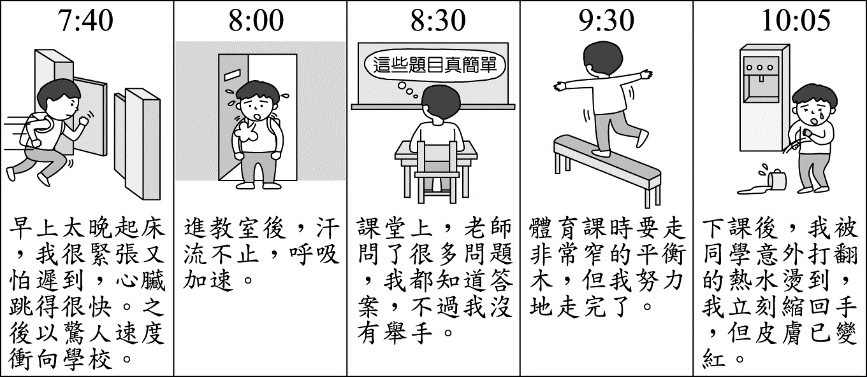 7:40
早上太晚起床
，我很緊張又
怕遲到，心臟
跳得很快。之
後以驚人速度
衝向學校。
8:00
進教室後，汗
流不止，呼吸
加速。
8:30
這些題目真簡單
課堂上，老師
問了很多問題
，我都知道答
案，不過我沒
有舉手。
9:30
體育課時要走
非常窄的平衡
木，但我努力
地走完了。
10:05
下課後，我被
同學意外打翻
的熱水燙到，
我立刻縮回手
，但皮膚已變
紅。